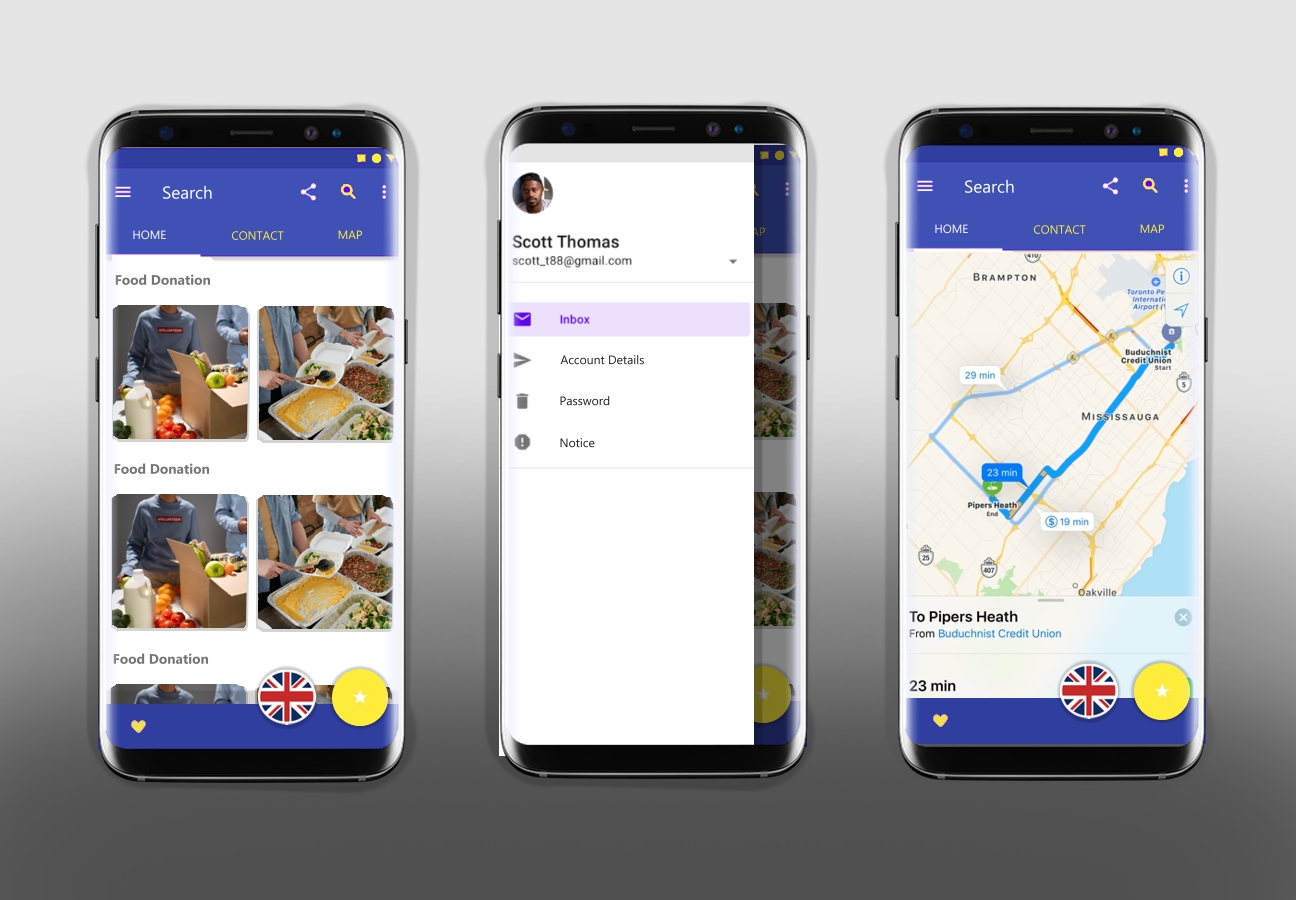 Search
HOME CONTACT MAP
Food Donation
VOLUNTEER
Food Donation
VOLUNTEER
Food Donation
Scott Thomas
scott_t88@gmail.com
Inbox
Account Details
Password
Notice
AP
Search
HOME CONTACT MAP
410
BRAMPTON
Toronto Pe
Internati
Airport (
Buduchnist
Credit Union
Start
29 min
5
MISSISSAUGA
23 min
Pipers Heath
End
$ 19 min
25
407
Oakville
To Pipers Heath
From Buduchnist Credit Union
23 min